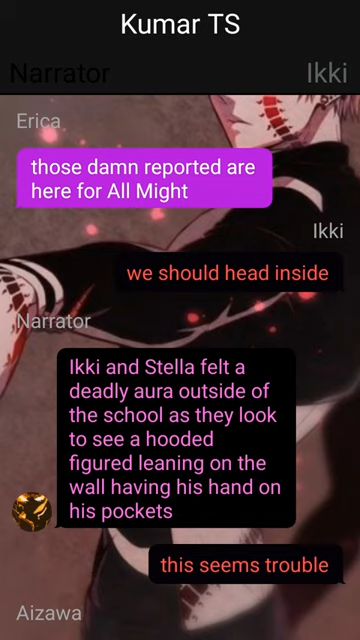 Kumar TS
Narrator
Ikki
Erica
those damn reported are
here for All Might
Ikki
we should head inside
Narrator
Ikki and Stella felt a
deadly aura outside of
the school as they look
to see a hooded
figured leaning on the
wall having his hand on
his pockets
this seems trouble
Aizawa